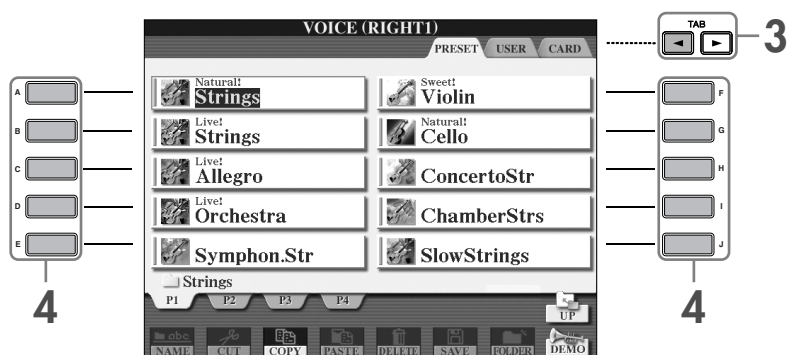 VOICE (RIGHT1)
TAB
3
PRESET USER CARD
A
Natural!
Strings
Sweet!
Violin
F
B
Live!
Strings
Natural!
Cello
G
C
Live!
Allegro
ConcertoStr
H
D
Live!
Orchestra
ChamberStrs
I
E
Symphon.Str
SlowStrings
J
Strings
4
4
P1 P2 P3 P4
UP
abc
NAME CUT COPY PASTE DELETE SAVE FOLDER DEMO